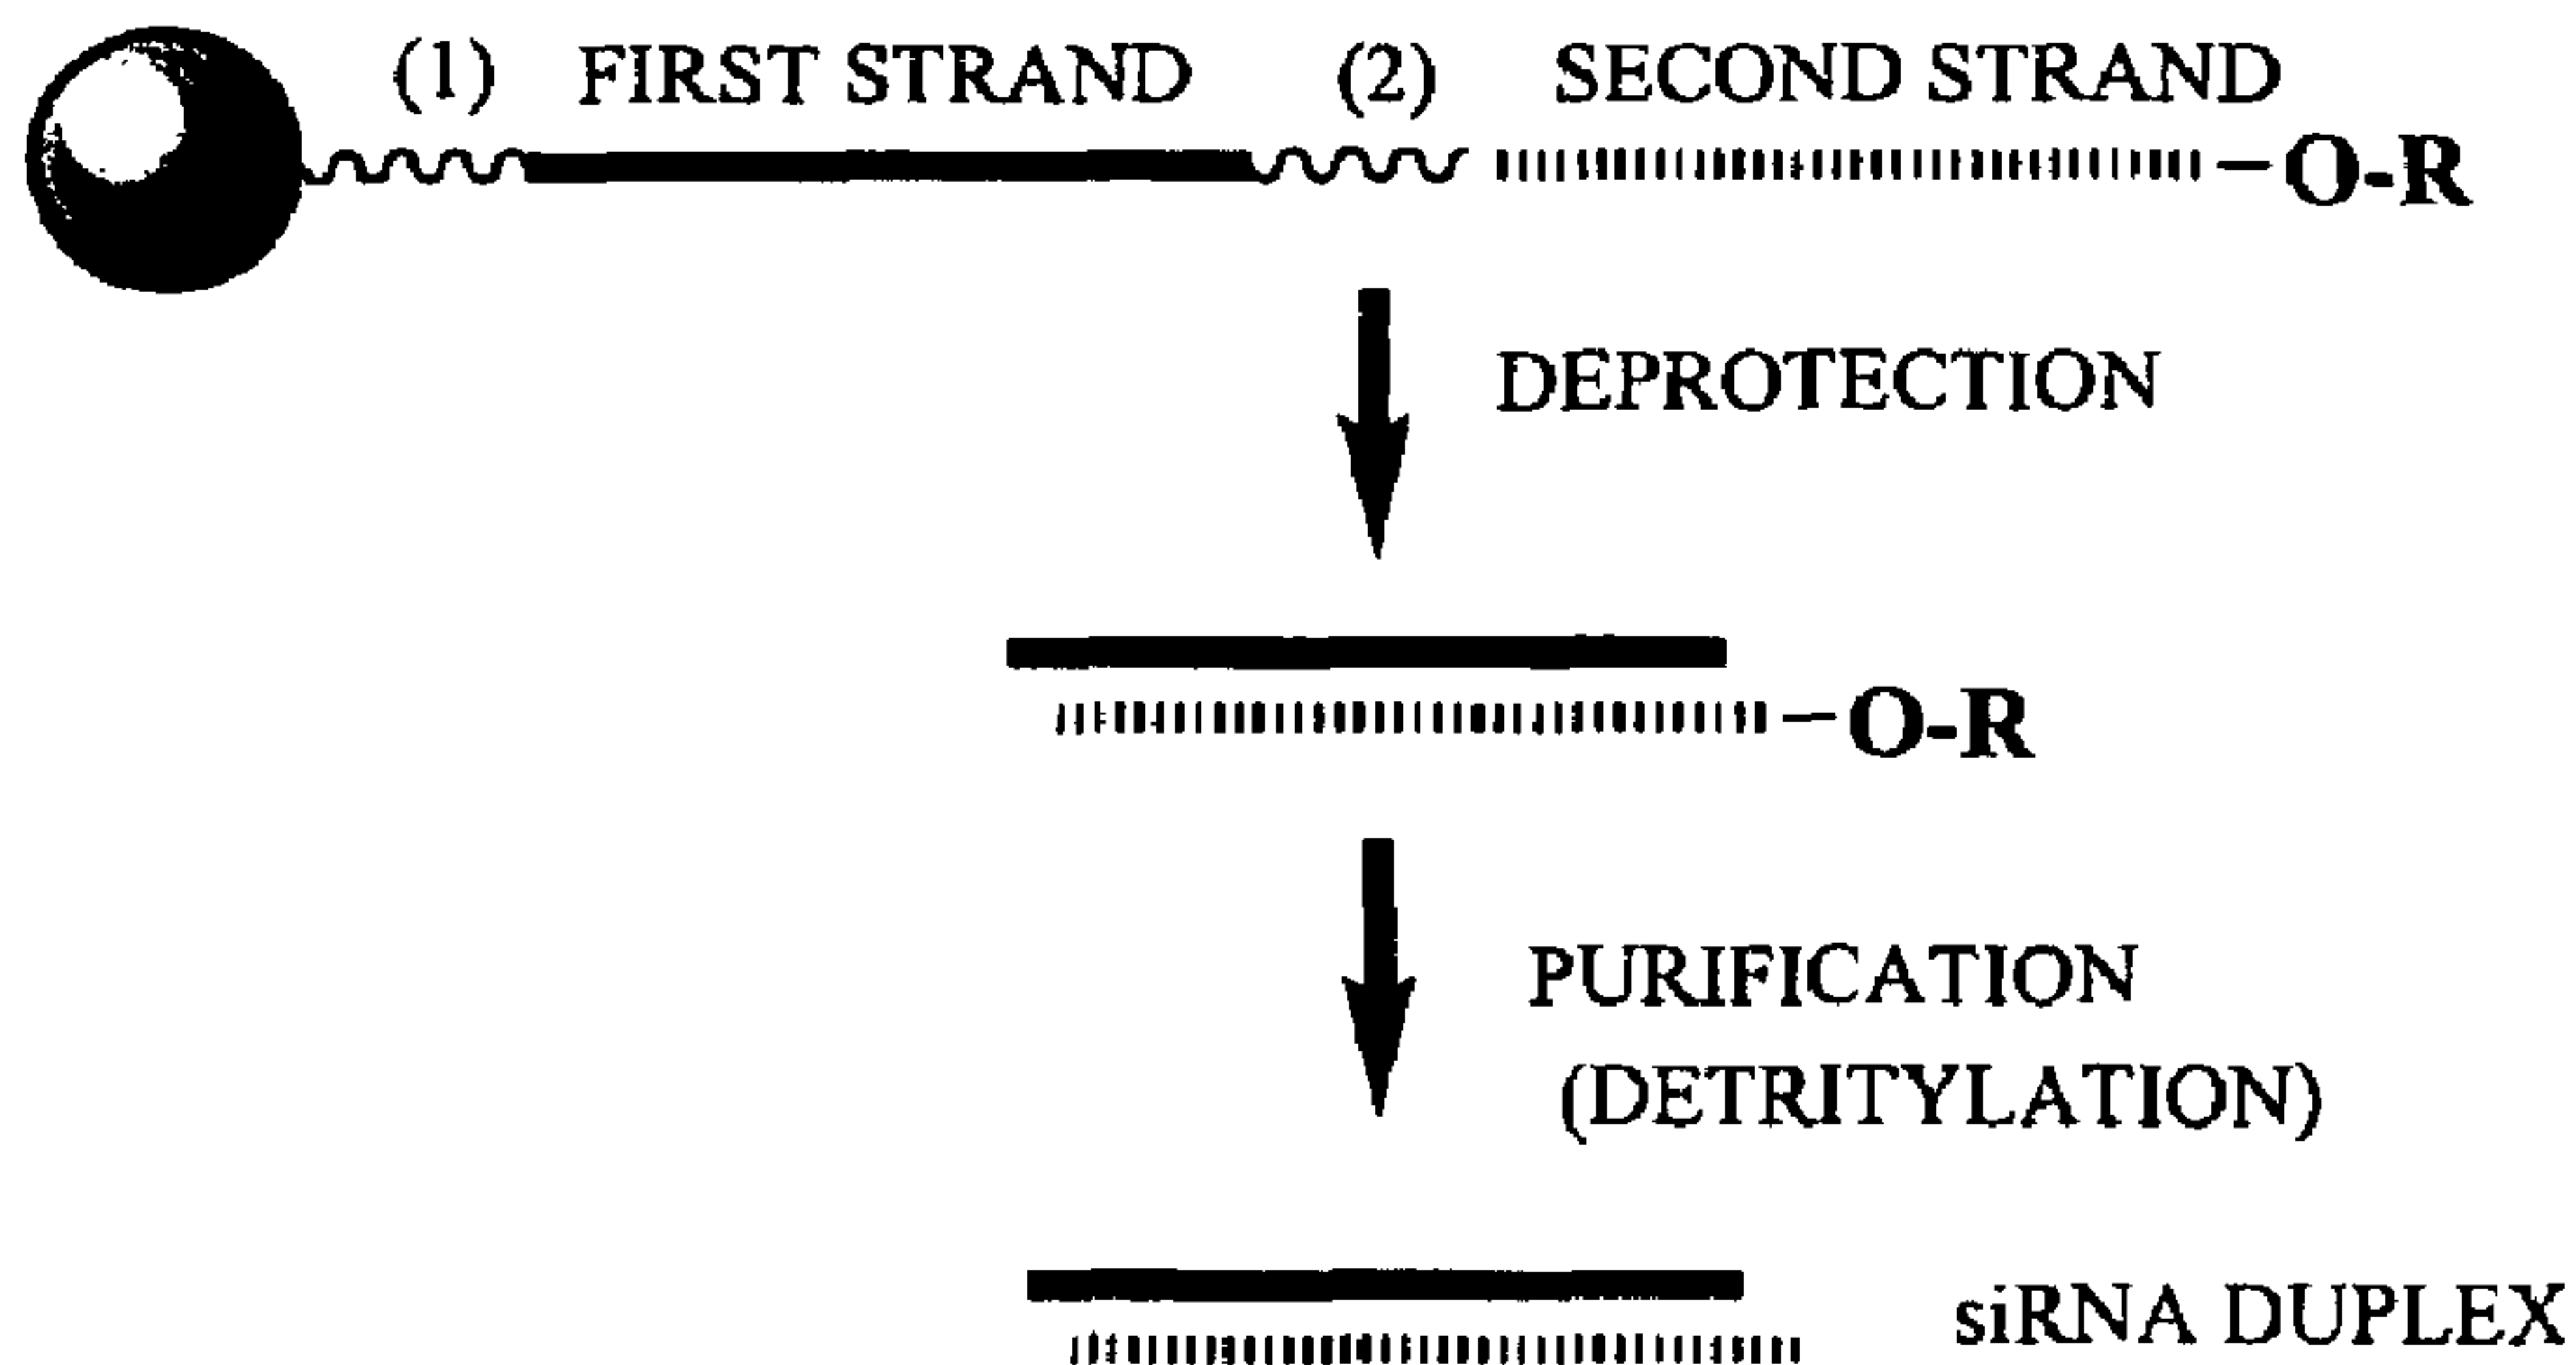 (1) FIRST STRAND (2) SECOND STRAND
O-R
DEPROTECTION
O-R
PURIFICATION
(DETRITYLATION)
siRNA DUPLEX